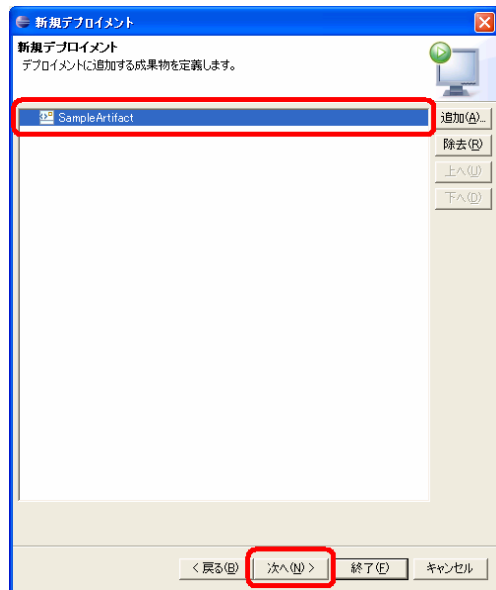 新規デプロイメント
新規デプロイメント
デプロイメントに追加する成果物を定義します。
SampleArtifact
追加(A)...
除去(R)
上へ(U)
下へ(D)
< 戻る(B)
次へ(N) >
終了(F)
キャンセル